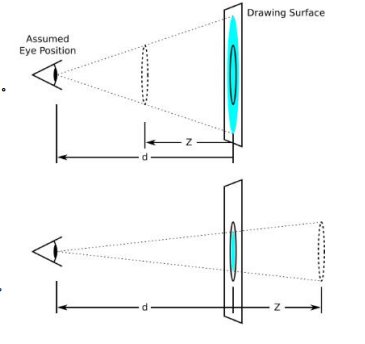 Drawing Surface
Assumed
Eye Position
Z
d
d
Z